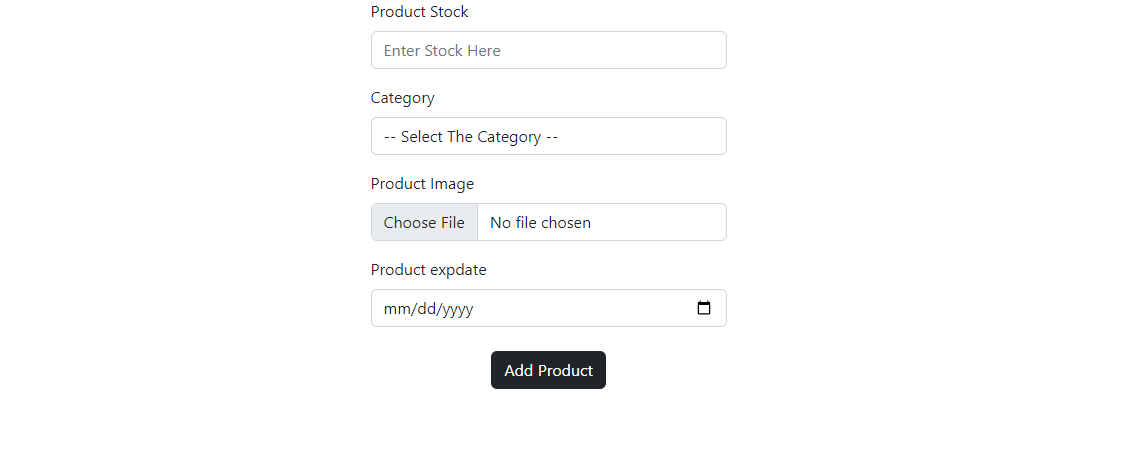 Product Stock
Enter Stock Here
Category
-- Select The Category --
Product Image
Choose File No file chosen
Product expdate
mm/dd/yyyy
Add Product